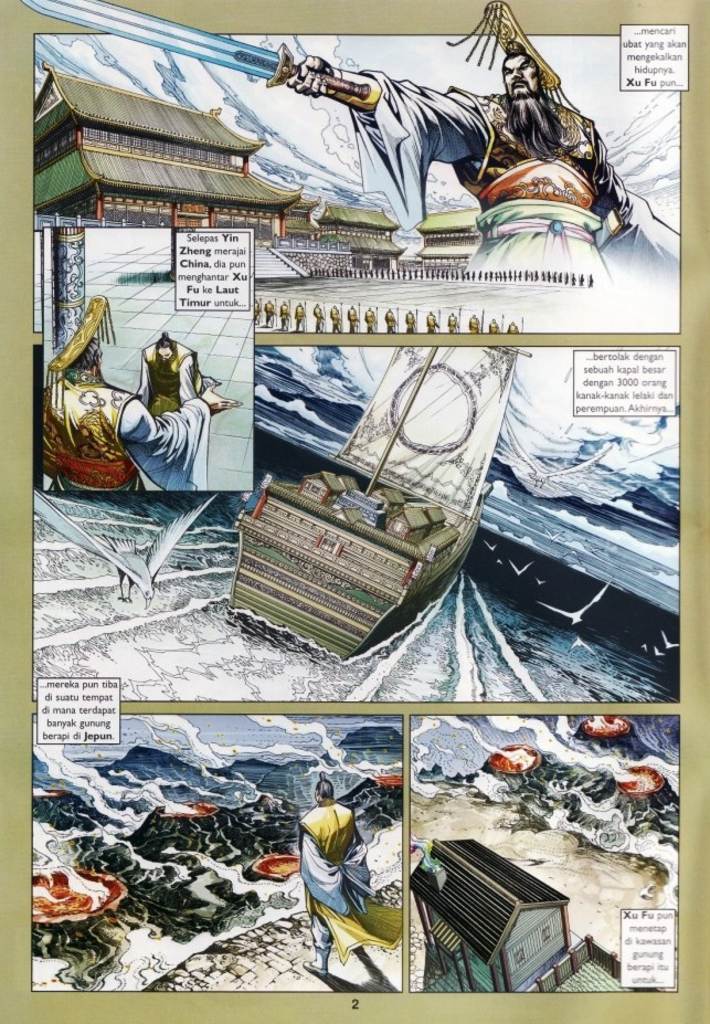 Selepas Yin
Zheng merajai
China, dia pun
menghantar Xu
Fu ke Laut
Timur untuk...
...mencari
ubat yang akan
mengekalkan
hidupnya.
Xu Fu pun...
...bertolak dengan
sebuah kapal besar
dengan 3000 orang
kanak-kanak lelaki dan
perempuan. Akhirnya...
...mereka pun tiba
di suatu tempat
di mana terdapat
banyak gunung
berapi di Jepun.
Xu Fu pun
menetap
di kawasan
gunung
berapi itu
untuk...
2